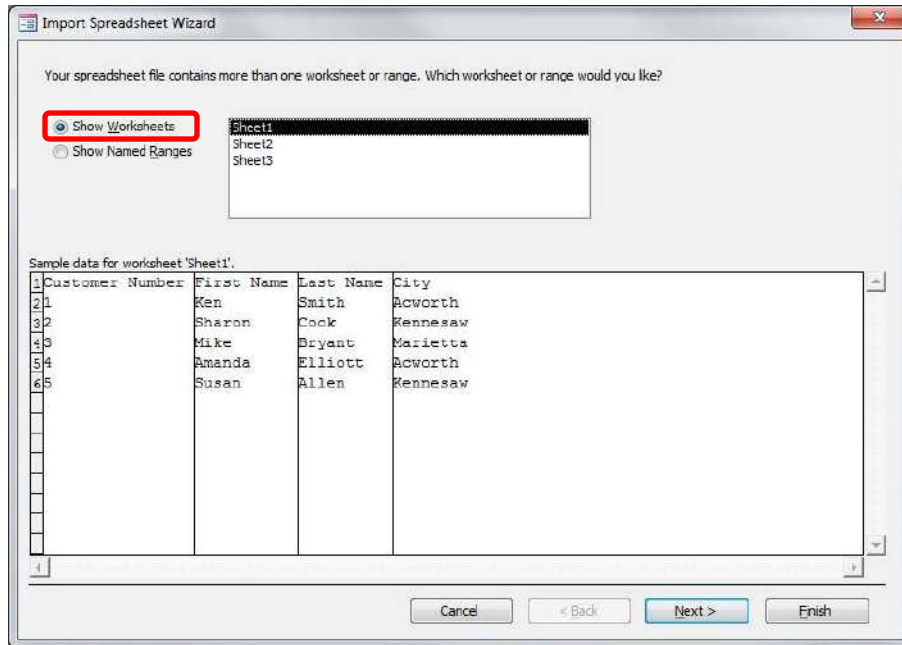 Import Spreadsheet Wizard
Your spreadsheet file contains more than one worksheet or range. Which worksheet or range would you like?
Show Worksheets
Show Named Ranges
Sheet1
Sheet2
Sheet3
Sample data for worksheet 'Sheet1'.
1 Customer Number First Name Last Name City
2 1 Ken Smith Acworth
3 2 Sharon Cook Kennesaw
4 3 Mike Bryant Marietta
5 4 Amanda Elliott Acworth
6 5 Susan Allen Kennesaw
Cancel < Back Next > Finish